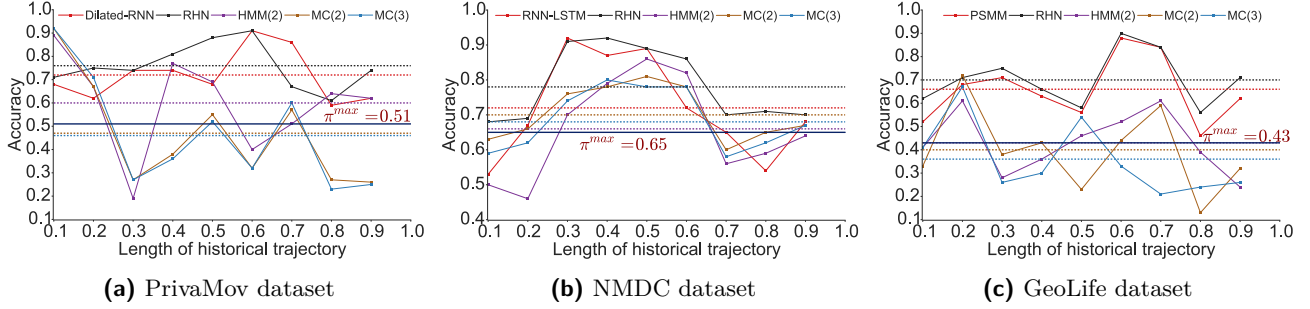 Dilated-RNN RHN HMM(2) MC(2) MC(3)
Accuracy
1.0
0.9
0.8
0.7
0.6
0.5
0.4
0.3
0.2
0.1
π^max = 0.51
0.1 0.2 0.3 0.4 0.5 0.6 0.7 0.8 0.9 1.0
Length of historical trajectory
(a) PrivaMov dataset
RNN-LSTM RHN HMM(2) MC(2) MC(3)
Accuracy
1.0
0.9
0.8
0.7
0.6
0.5
0.4
π^max = 0.65
0.1 0.2 0.3 0.4 0.5 0.6 0.7 0.8 0.9 1.0
Length of historical trajectory
(b) NMDC dataset
PSMM RHN HMM(2) MC(2) MC(3)
Accuracy
1.0
0.9
0.8
0.7
0.6
0.5
0.4
0.3
0.2
0.1
π^max = 0.43
0.1 0.2 0.3 0.4 0.5 0.6 0.7 0.8 0.9 1.0
Length of historical trajectory
(c) GeoLife dataset